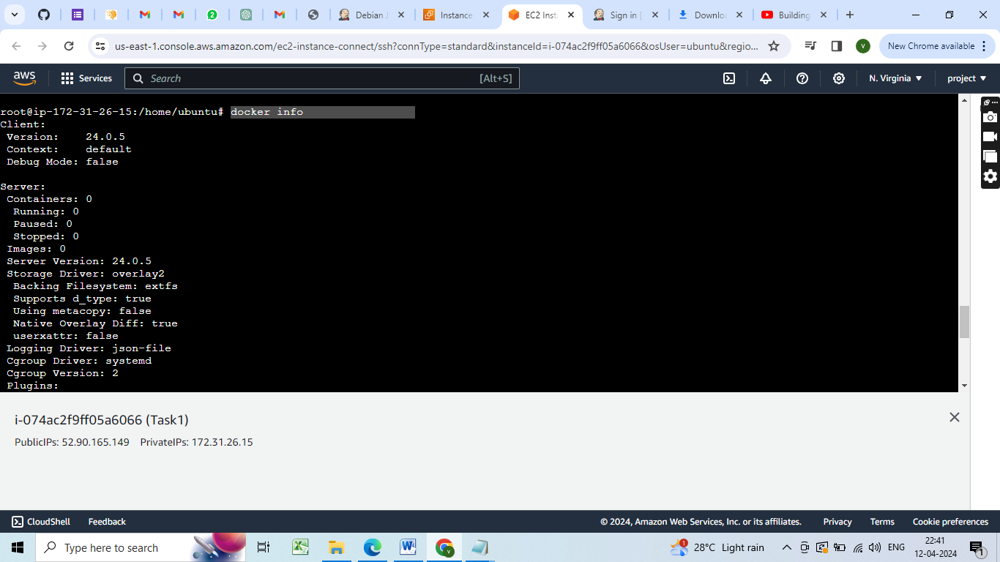 Debian J
Instance
EC2 Inst
Sign in [
Downloa
Building
us-east-1.console.aws.amazon.com/ec2-instance-connect/ssh?connType=standard&instanceId=i-074ac2f9ff05a6066&osUser=ubuntu&regio...
V
New Chrome available
aws
Services
Search
[Alt+S]
N. Virginia
project
root@ip-172-31-26-15:/home/ubuntu# docker info
Client:
Version: 24.0.5
Context: default
Debug Mode: false
Server:
Containers: 0
Running: 0
Paused: 0
Stopped: 0
Images: 0
Server Version: 24.0.5
Storage Driver: overlay2
Backing Filesystem: extfs
Supports d_type: true
Using metacopy: false
Native Overlay Diff: true
userxattr: false
Logging Driver: json-file
Cgroup Driver: systemd
Cgroup Version: 2
Plugins:
i-074ac2f9ff05a6066 (Task1)
PublicIPs: 52.90.165.149 PrivateIPs: 172.31.26.15
CloudShell
Feedback
© 2024, Amazon Web Services, Inc. or its affiliates.
Privacy
Terms
Cookie preferences
Type here to search
28°C Light rain
ENG
22:41
12-04-2024